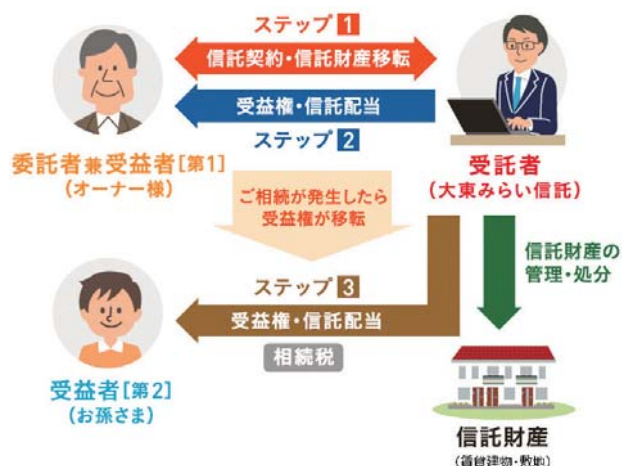 ステップ1
信託契約・信託財産移転
受益権・信託配当
ステップ2
委託者兼受益者[第1]
(オーナー様)
受託者
(大東みらい信託)
ご相続が発生したら
受益権が移転
信託財産の
管理・処分
ステップ3
受益権・信託配当
相続税
受益者[第2]
(お孫さま)
信託財産
(賃貸建物・敷地)